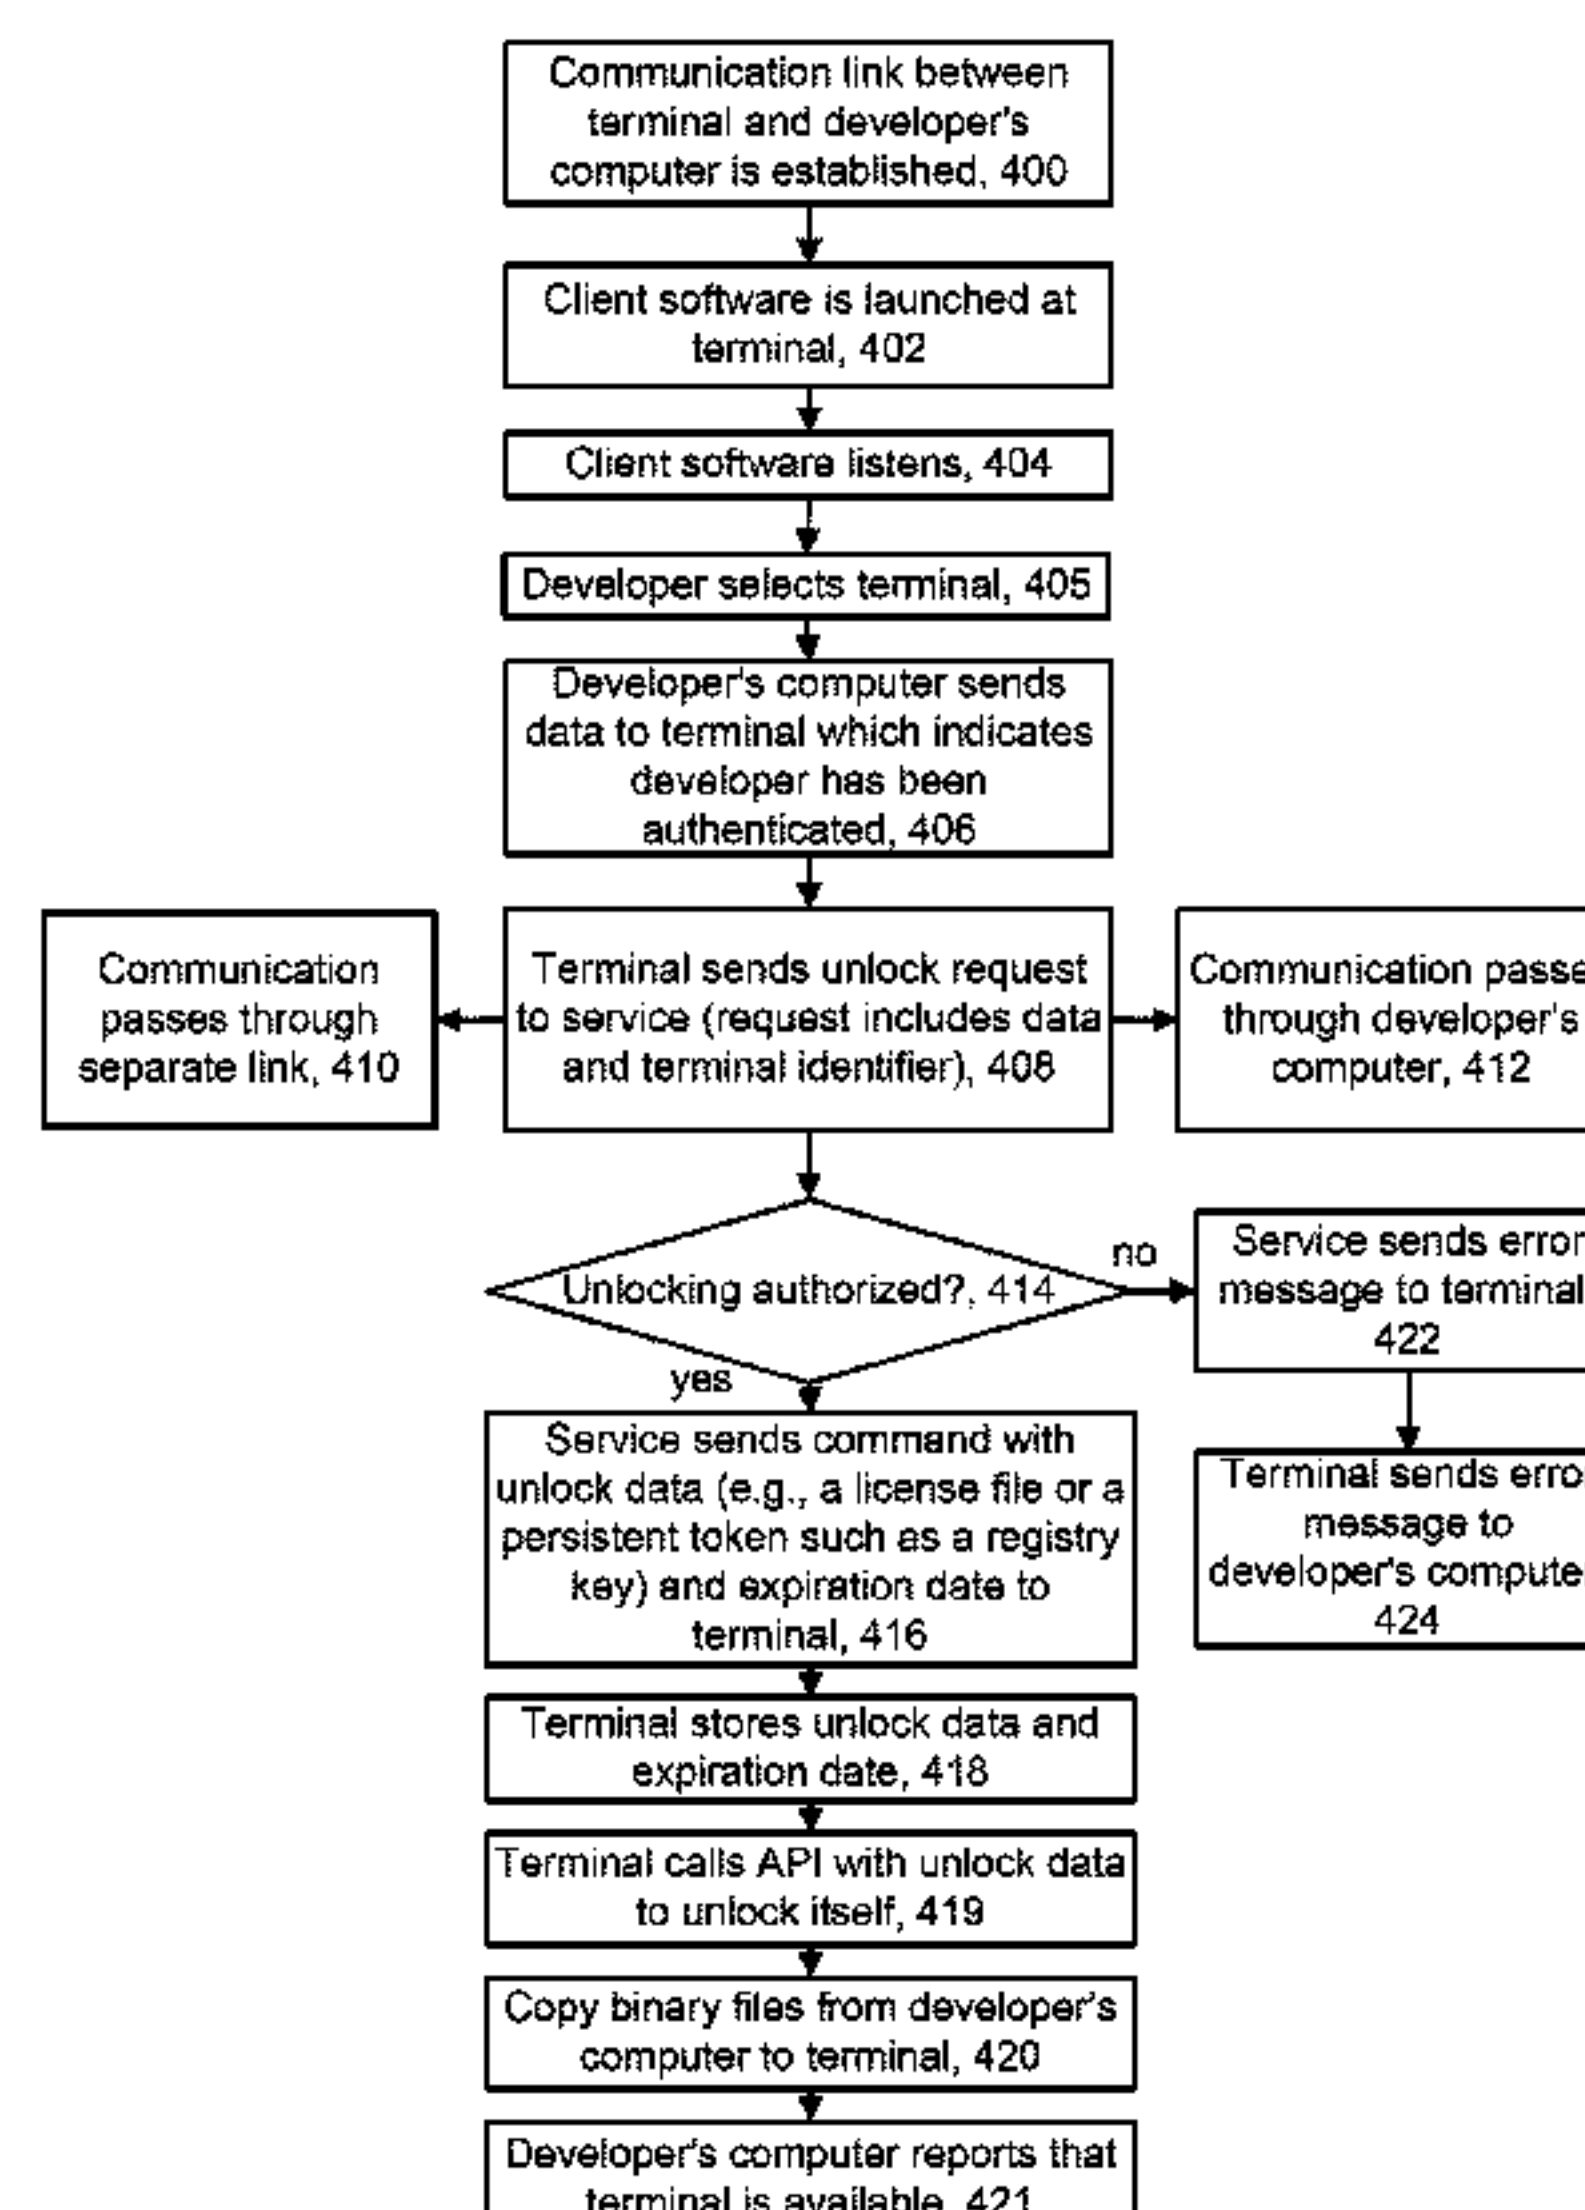 Communication link between
terminal and developer's
computer is established, 400
Client software is launched at
terminal, 402
Client software listens, 404
Developer selects terminal, 405
Developer's computer sends
data to terminal which indicates
developer has been
authenticated, 406
Communication
passes through
separate link, 410
Terminal sends unlock request
to service (request includes data
and terminal identifier), 408
Communication passe
through developer's
computer, 412
Unlocking authorized?, 414
no
yes
Service sends error
message to terminal
422
Terminal sends erro
message to
developer's compute
424
Service sends command with
unlock data (e.g., a license file or a
persistent token such as a registry
key) and expiration date to
terminal, 416
Terminal stores unlock data and
expiration date, 418
Terminal calls API with unlock data
to unlock itself, 419
Copy binary files from developer's
computer to terminal, 420
Developer's computer reports that
terminal is available, 421